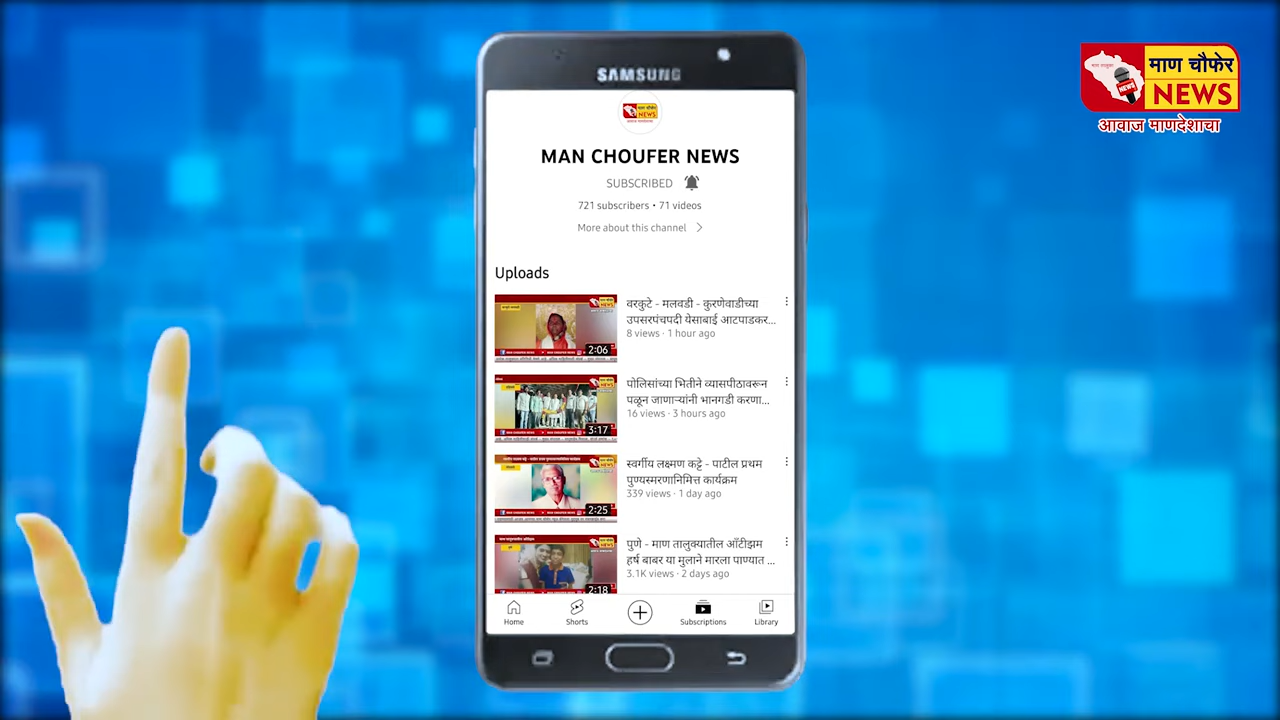 SAMSUNG
माण चौफेर
NEWS
आवाज माणदेशाचा
NEWS
MAN CHOUFER NEWS
SUBSCRIBED
721 subscribers • 71 videos
More about this channel
Uploads
वरकुटे - मलवडी - कुरणेवाडीच्या
उपसरपंचपदी येसाबाई आटपाडकर...
8 views · 1 hour ago
2:06
पोलिसांच्या भितीने व्यासपीठावरून
पळून जाणाऱ्यांनी भानगडी करणा...
16 views · 3 hours ago
3:17
स्वर्गीय लक्ष्मण कट्टे - पाटील प्रथम
पुण्यस्मरणानिमित्त कार्यक्रम
339 views · 1 day ago
2:25
पुणे - माण तालुक्यातील ऑटीझम
हर्ष बाबर या मुलाने मारला पाण्यात ...
3.1K views · 2 days ago
2:18
Home
Shorts
Subscriptions
Library